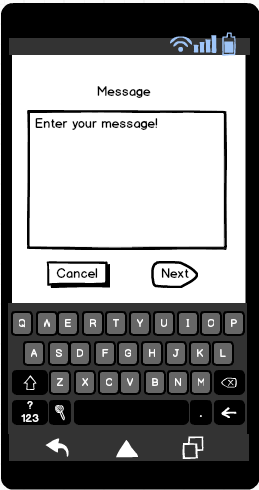 Message
Enter your message!
Cancel Next
Q W E R T Y U I O P
A S D F G H J K L
Z X C V B N M
?
123 .